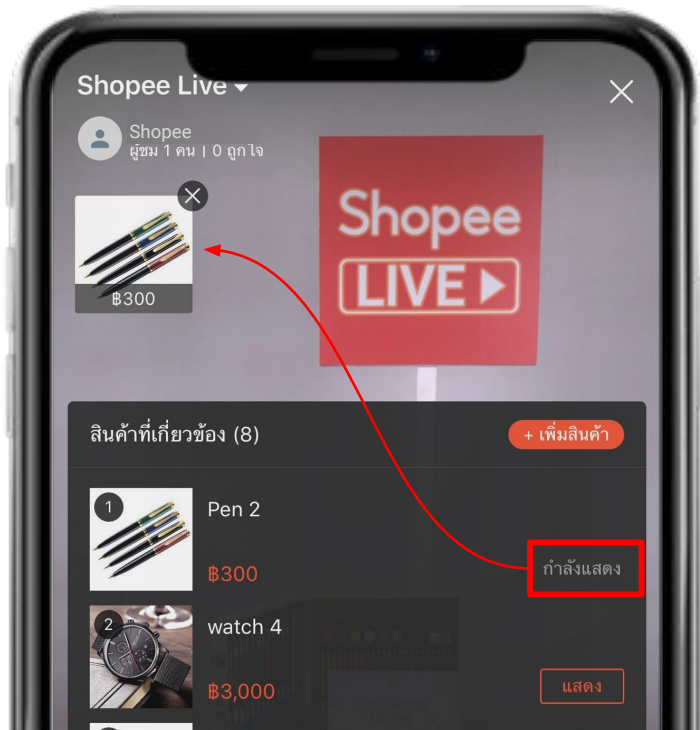 Shopee Live
Shopee
ผู้ชม 1 คน | 0 ถูกใจ
฿300
Shopee
LIVE
สินค้าที่เกี่ยวข้อง (8)
+ เพิ่มสินค้า
1
Pen 2
฿300
กำลังแสดง
2
watch 4
฿3,000
แสดง